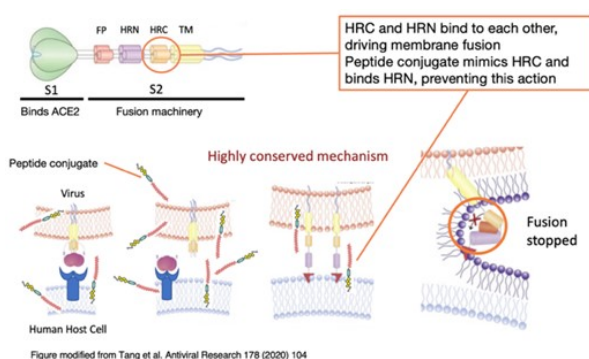 FP HRN HRC TM
S1 S2
Binds ACE2 Fusion machinery
HRC and HRN bind to each other,
driving membrane fusion
Peptide conjugate mimics HRC and
binds HRN, preventing this action
Peptide conjugate
Highly conserved mechanism
Virus
Fusion
stopped
Human Host Cell
Figure modified from Tang et al. Antiviral Research 178 (2020) 104